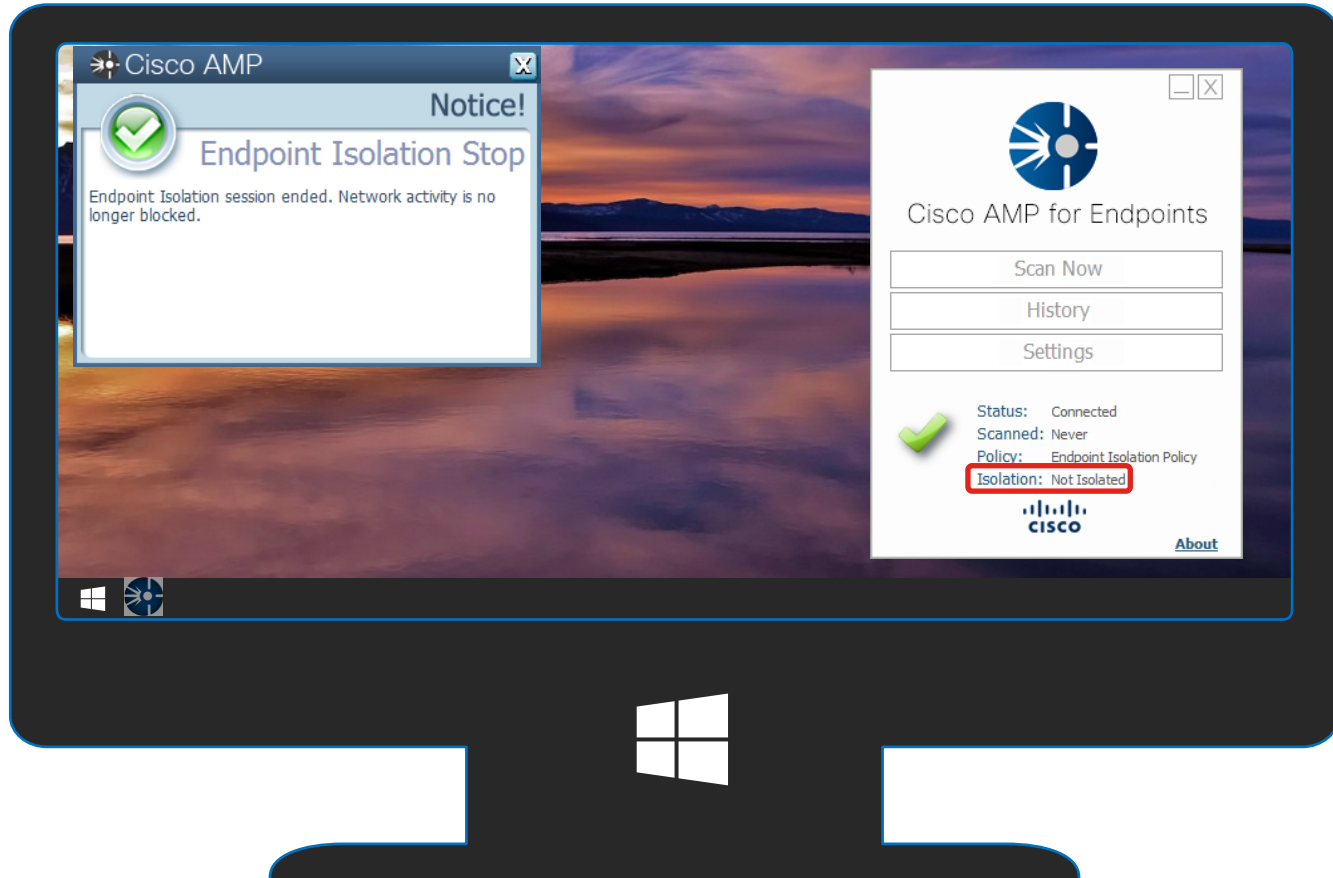 Cisco AMP
X
Notice!
Endpoint Isolation Stop
Endpoint Isolation session ended. Network activity is no
longer blocked.
X
Cisco AMP for Endpoints
Scan Now
History
Settings
Status: Connected
Scanned: Never
Policy: Endpoint Isolation Policy
Isolation: Not Isolated
CISCO
About